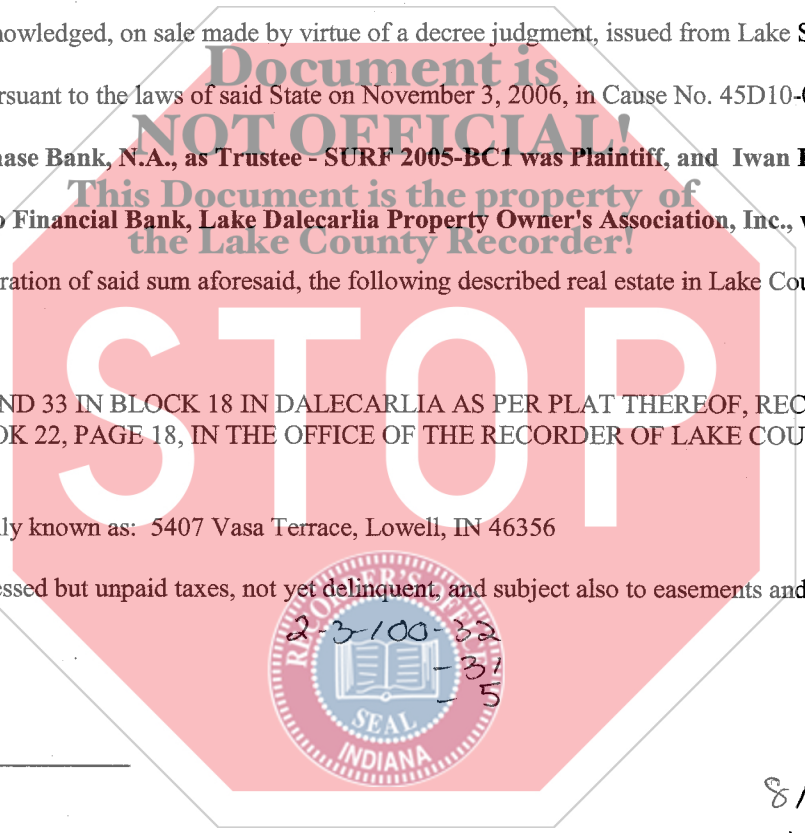 nowledged, on sale made by virtue of a decree judgment, issued from Lake S
Document is
rsuant to the laws of said State on November 3, 2006, in Cause No. 45D10-
NOT OFFICIAL!
nase Bank, N.A., as Trustee - SURF 2005-BC1 was Plaintiff, and Iwan
This Document is the property of
o Financial Bank, Lake Dalecarlia Property Owner's Association, Inc.,
the Lake County Recorder!
ration of said sum aforesaid, the following described real estate in Lake Cou
STOP
ND 33 IN BLOCK 18 IN DALECARLIA AS PER PLAT THEREOF, REC
OK 22, PAGE 18, IN THE OFFICE OF THE RECORDER OF LAKE COU
ly known as: 5407 Vasa Terrace, Lowell, IN 46356
essed but unpaid taxes, not yet delinquent, and subject also to easements and
RECORDER'S OFFICE
2-3-100-32
-31
- 5
SEAL
INDIANA
8/